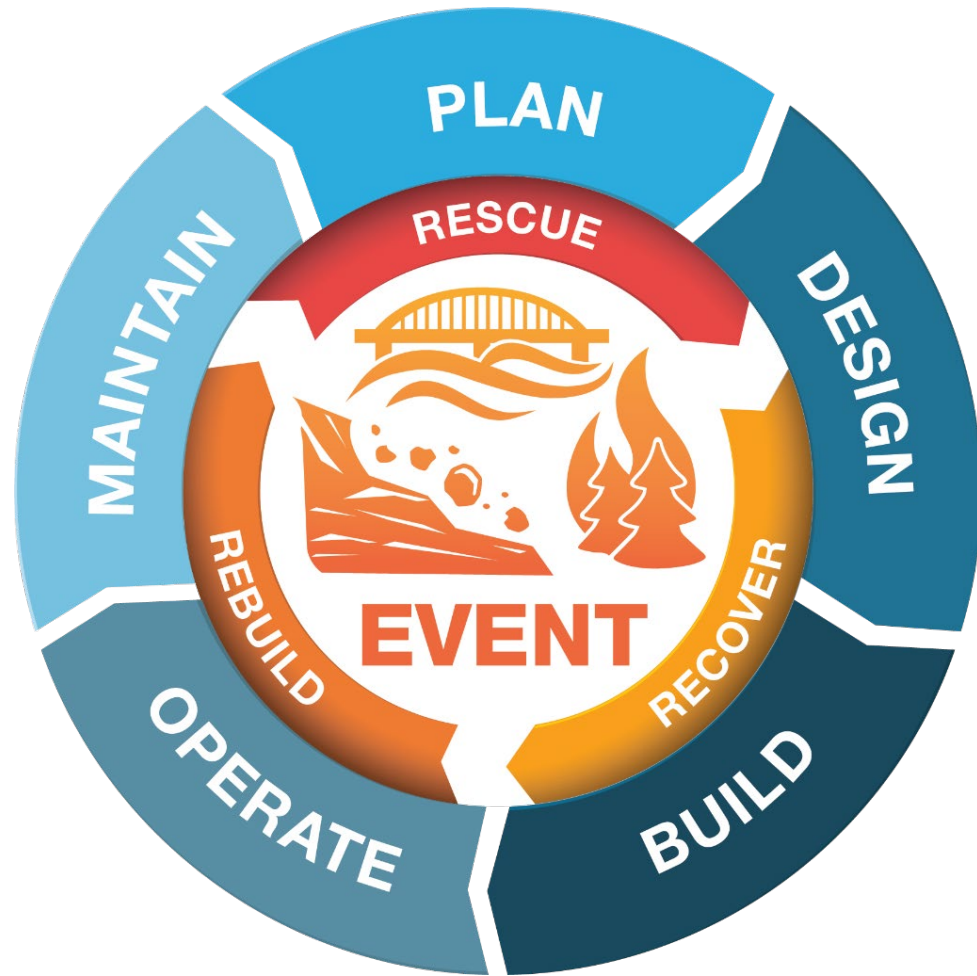 PLAN
DESIGN
BUILD
OPERATE
MAINTAIN
RESCUE
RECOVER
REBUILD
EVENT